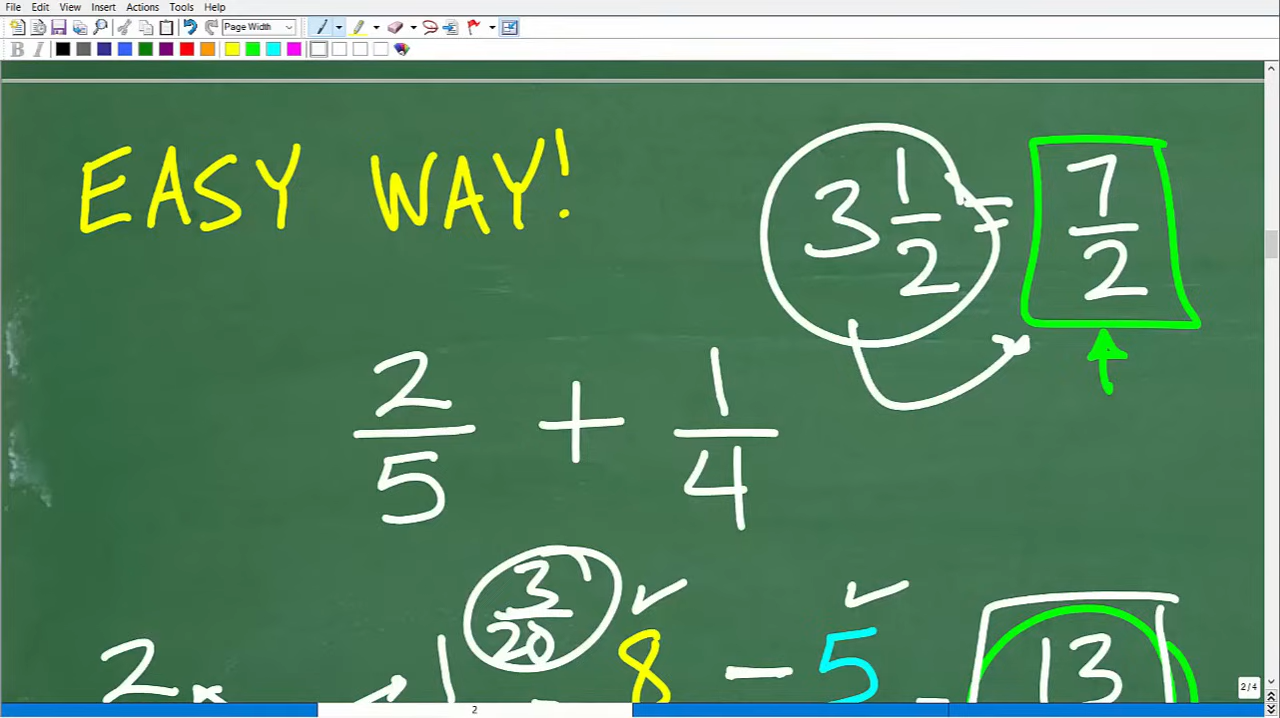 File Edit View Insert Actions Tools Help
Page Width
B I
EASY WAY!
3 1/2 = 7/2
2/5 + 1/4
3/20
2 1 8 - 5 13
2/4
2